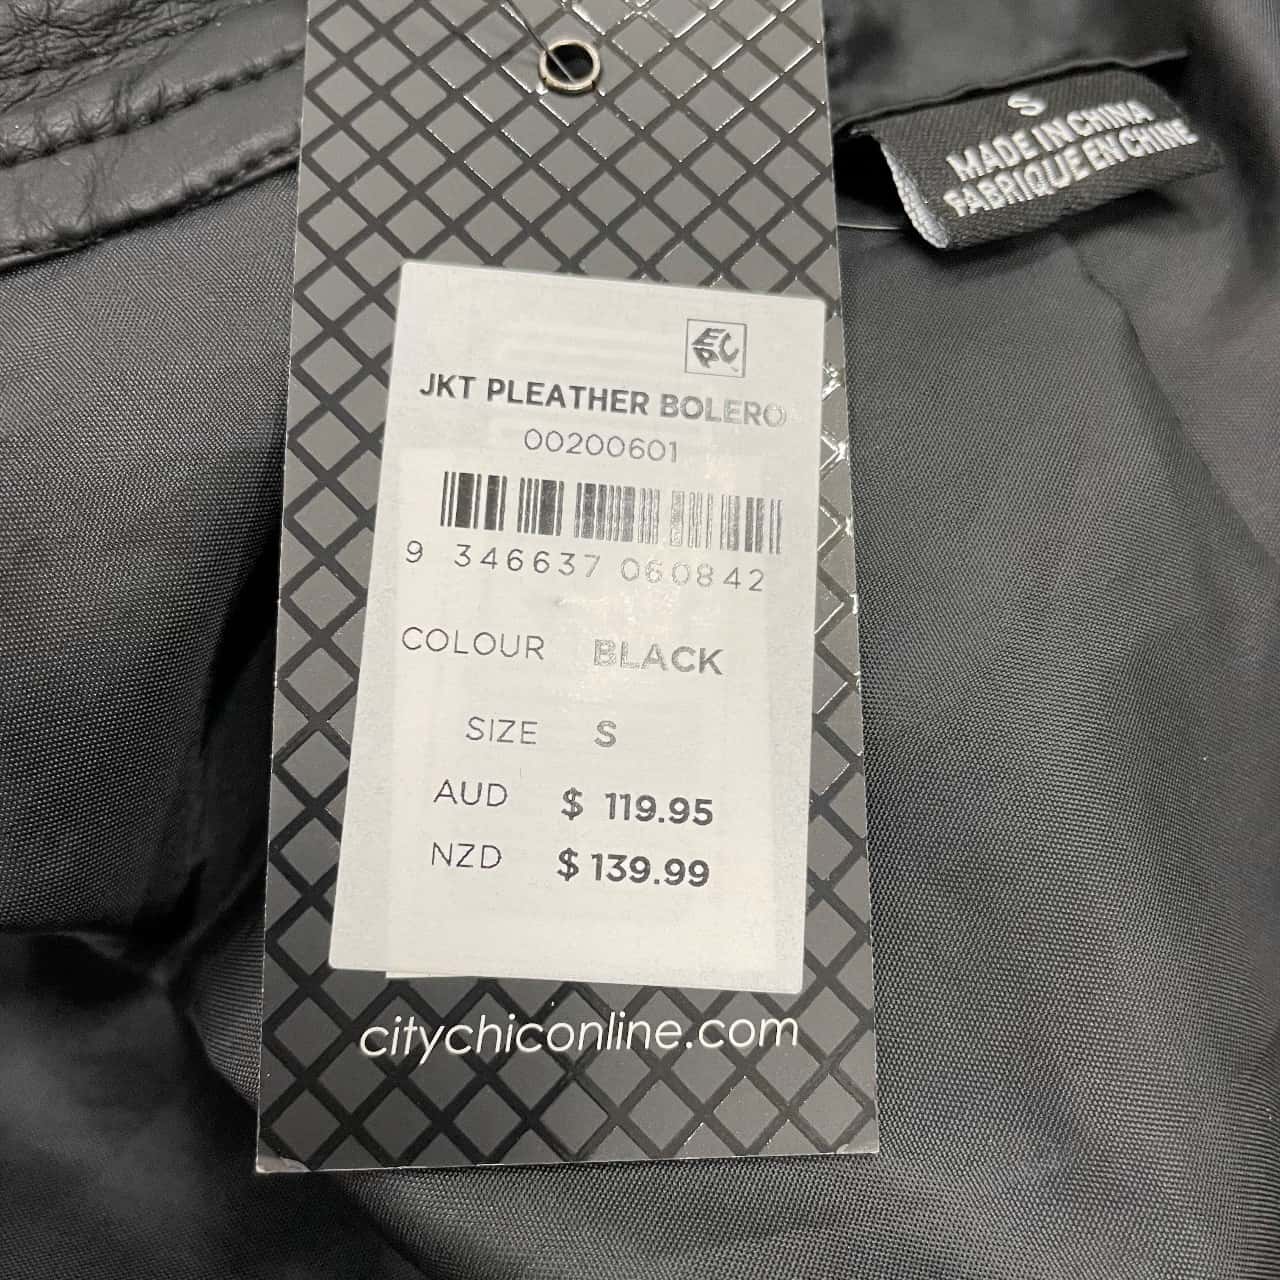 S
MADE IN CHINA
FABRIQUE EN CHINE
JKT PLEATHER BOLERO
00200601
9 346637 060842
COLOUR BLACK
SIZE S
AUD $ 119.95
NZD $ 139.99
citychiconline.com